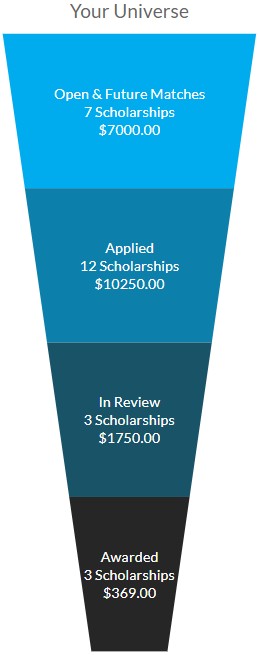 Your Universe
Open & Future Matches
7 Scholarships
$7000.00
Applied
12 Scholarships
$10250.00
In Review
3 Scholarships
$1750.00
Awarded
3 Scholarships
$369.00